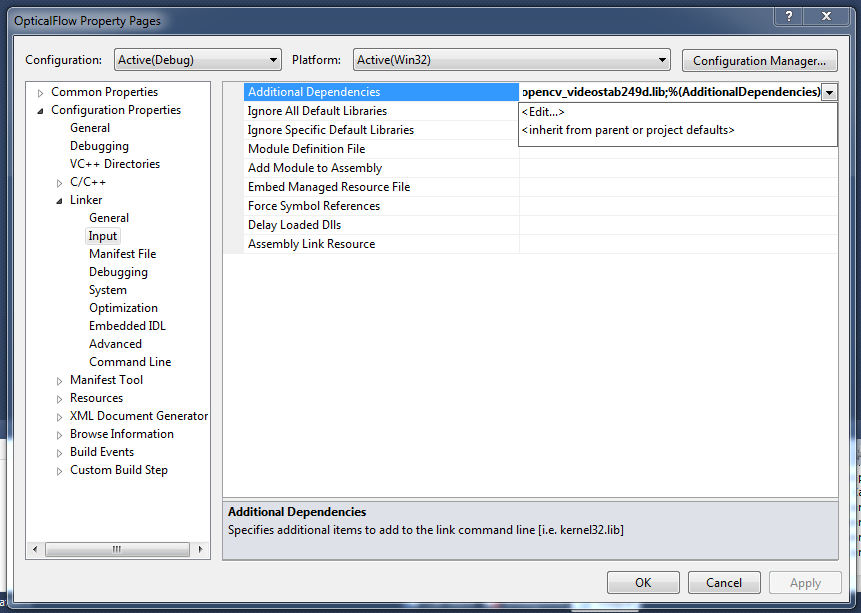 OpticalFlow Property Pages
Configuration: Active(Debug) Platform: Active(Win32) Configuration Manager...
Common Properties
Configuration Properties
General
Debugging
VC++ Directories
C/C++
Linker
General
Input
Manifest File
Debugging
System
Optimization
Embedded IDL
Advanced
Command Line
Manifest Tool
Resources
XML Document Generator
Browse Information
Build Events
Custom Build Step
Additional Dependencies opencv_videostab249d.lib;%(AdditionalDependencies)
<Edit...>
<inherit from parent or project defaults>
Ignore All Default Libraries
Ignore Specific Default Libraries
Module Definition File
Add Module to Assembly
Embed Managed Resource File
Force Symbol References
Delay Loaded Dlls
Assembly Link Resource
Additional Dependencies
Specifies additional items to add to the link command line [i.e. kernel32.lib]
OK Cancel Apply